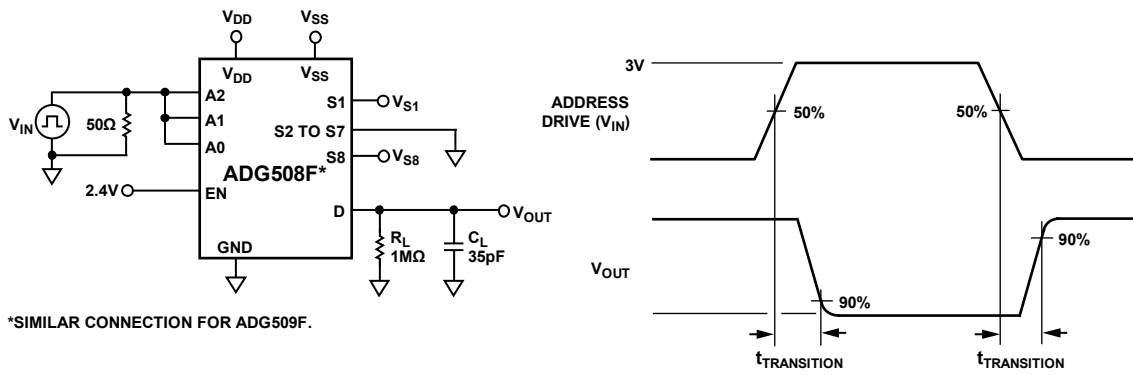 VDD
VSS
VDD
VSS
A2
A1
A0
VIN
50Ω
S1
VS1
S2 TO S7
S8
VS8
ADG508F*
2.4V
EN
D
VOUT
GND
RL
1MΩ
CL
35pF
*SIMILAR CONNECTION FOR ADG509F.
3V
ADDRESS
DRIVE (VIN)
50%
50%
VOUT
90%
90%
tTRANSITION
tTRANSITION